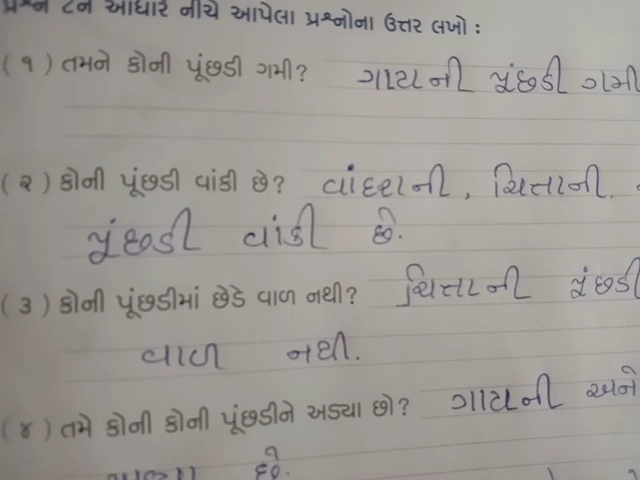 પ્રશ્ન ૮ને આધારે નીચે આપેલા પ્રશ્નોના ઉત્તર લખો :
(૧) તમને કોની પૂંછડી ગમી? ગાયની પૂંછડી ગમી
(૨) કોની પૂંછડી વાંકી છે? વાંદરાની, ચિત્તાની
પૂંછડી વાંકી છે.
(૩) કોની પૂંછડીમાં છેડે વાળ નથી? ચિત્તાની પૂંછડી
વાળ નથી.
(૪) તમે કોની કોની પૂંછડીને અડ્યા છો? ગાયની અને
છે.